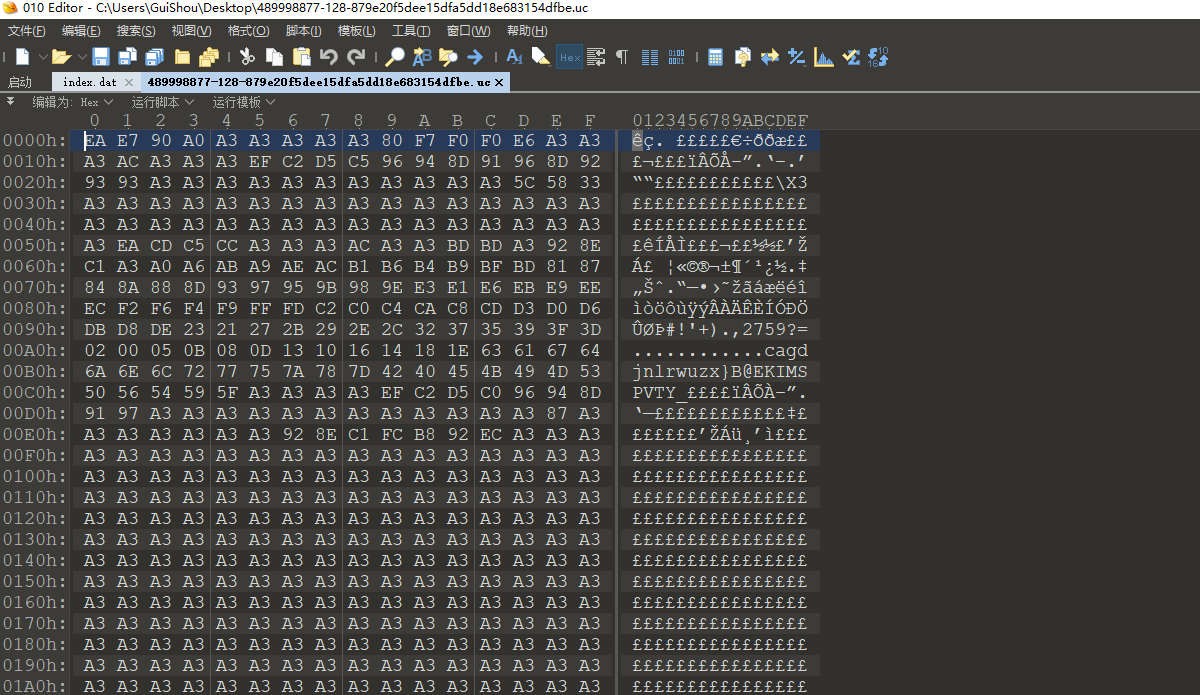 010 Editor - C:\Users\GuiShou\Desktop\489998877-128-879e20f5dee15dfa5dd18e683154dfbe.uc
文件(F) 编辑(E) 搜索(S) 视图(V) 格式(O) 脚本(I) 模板(L) 工具(T) 窗口(W) 帮助(H)
启动 index.dat × 489998877-128-879e20f5dee15dfa5dd18e683154dfbe.uc ×
编辑为: Hex 运行脚本 运行模板
0 1 2 3 4 5 6 7 8 9 A B C D E F 0123456789ABCDEF
0000h: EA E7 90 A0 A3 A3 A3 A3 A3 80 F7 F0 F0 E6 A3 A3 êç. £££££€÷ððæ££
0010h: A3 AC A3 A3 A3 EF C2 D5 C5 96 94 8D 91 96 8D 92 £¬£££ïÂÕÅ–”.‘–.’
0020h: 93 93 A3 A3 A3 A3 A3 A3 A3 A3 A3 A3 A3 5C 58 33 ““£££££££££££\X3
0030h: A3 A3 A3 A3 A3 A3 A3 A3 A3 A3 A3 A3 A3 A3 A3 A3 ££££££££££££££££
0040h: A3 A3 A3 A3 A3 A3 A3 A3 A3 A3 A3 A3 A3 A3 A3 A3 ££££££££££££££££
0050h: A3 EA CD C5 CC A3 A3 A3 AC A3 A3 BD BD A3 92 8E £êÍÅÌ£££¬££½½£’Ž
0060h: C1 A3 A0 A6 AB A9 AE AC B1 B6 B4 B9 BF BD 81 87 Á£ ¦«©®¬±¶´¹¿½.‡
0070h: 84 8A 88 8D 93 97 95 9B 98 9E E3 E1 E6 EB E9 EE „Šˆ.“—•›˜žãáæëéî
0080h: EC F2 F6 F4 F9 FF FD C2 C0 C4 CA C8 CD D3 D0 D6 ìòöôùÿýÂÀÄÊÈÍÓÐÖ
0090h: DB D8 DE 23 21 27 2B 29 2E 2C 32 37 35 39 3F 3D ÛØÞ#!'+).,2759?=
00A0h: 02 00 05 0B 08 0D 13 10 16 14 18 1E 63 61 67 64 ............cagd
00B0h: 6A 6E 6C 72 77 75 7A 78 7D 42 40 45 4B 49 4D 53 jnlrwuzx}B@EKIMS
00C0h: 50 56 54 59 5F A3 A3 A3 A3 EF C2 D5 C0 96 94 8D PVTY_££££ïÂÕÀ–”.
00D0h: 91 97 A3 A3 A3 A3 A3 A3 A3 A3 A3 A3 A3 A3 87 A3 ‘—££££££££££££‡£
00E0h: A3 A3 A3 A3 A3 A3 92 8E C1 FC B8 92 EC A3 A3 A3 ££££££’ŽÁü¸’ì£££
00F0h: A3 A3 A3 A3 A3 A3 A3 A3 A3 A3 A3 A3 A3 A3 A3 A3 ££££££££££££££££
0100h: A3 A3 A3 A3 A3 A3 A3 A3 A3 A3 A3 A3 A3 A3 A3 A3 ££££££££££££££££
0110h: A3 A3 A3 A3 A3 A3 A3 A3 A3 A3 A3 A3 A3 A3 A3 A3 ££££££££££££££££
0120h: A3 A3 A3 A3 A3 A3 A3 A3 A3 A3 A3 A3 A3 A3 A3 A3 ££££££££££££££££
0130h: A3 A3 A3 A3 A3 A3 A3 A3 A3 A3 A3 A3 A3 A3 A3 A3 ££££££££££££££££
0140h: A3 A3 A3 A3 A3 A3 A3 A3 A3 A3 A3 A3 A3 A3 A3 A3 ££££££££££££££££
0150h: A3 A3 A3 A3 A3 A3 A3 A3 A3 A3 A3 A3 A3 A3 A3 A3 ££££££££££££££££
0160h: A3 A3 A3 A3 A3 A3 A3 A3 A3 A3 A3 A3 A3 A3 A3 A3 ££££££££££££££££
0170h: A3 A3 A3 A3 A3 A3 A3 A3 A3 A3 A3 A3 A3 A3 A3 A3 ££££££££££££££££
0180h: A3 A3 A3 A3 A3 A3 A3 A3 A3 A3 A3 A3 A3 A3 A3 A3 ££££££££££££££££
0190h: A3 A3 A3 A3 A3 A3 A3 A3 A3 A3 A3 A3 A3 A3 A3 A3 ££££££££££££££££
01A0h: A3 A3 A3 A3 A3 A3 A3 A3 A3 A3 A3 A3 A3 A3 A3 A3 ££££££££££££££££